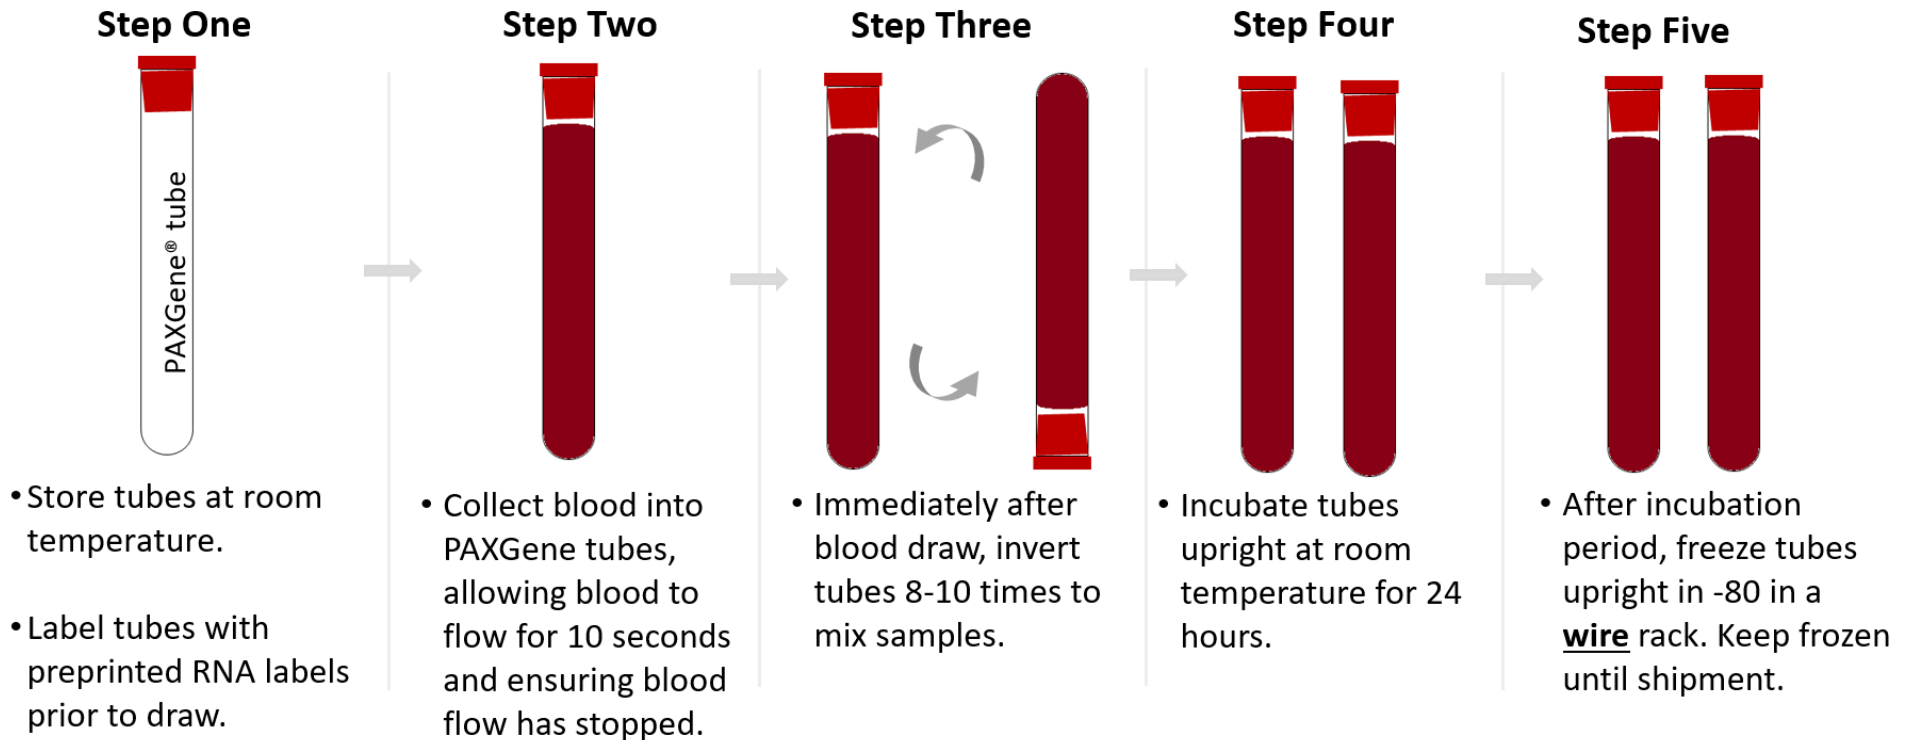 Step One
PAXGene® tube
• Store tubes at room
temperature.
• Label tubes with
preprinted RNA labels
prior to draw.
Step Two
• Collect blood into
PAXGene tubes,
allowing blood to
flow for 10 seconds
and ensuring blood
flow has stopped.
Step Three
• Immediately after
blood draw, invert
tubes 8-10 times to
mix samples.
Step Four
• Incubate tubes
upright at room
temperature for 24
hours.
Step Five
• After incubation
period, freeze tubes
upright in -80 in a
wire rack. Keep frozen
until shipment.